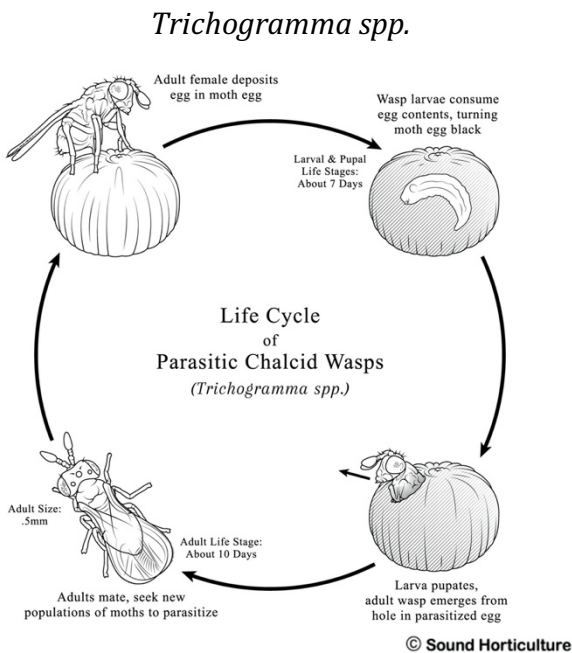 Trichogramma spp.
Adult female deposits
egg in moth egg
Wasp larvae consume
egg contents, turning
moth egg black
Larval & Pupal
Life Stages:
About 7 Days
Life Cycle
of
Parasitic Chalcid Wasps
(Trichogramma spp.)
Adult Size:
.5mm
Adult Life Stage:
About 10 Days
Adults mate, seek new
populations of moths to parasitize
Larva pupates,
adult wasp emerges from
hole in parasitized egg
© Sound Horticulture